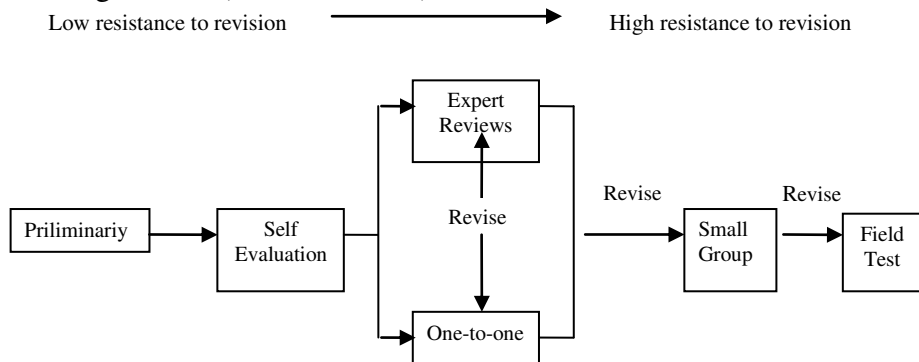 Low resistance to revision
High resistance to revision
Expert
Reviews
Priliminariy
Self
Evaluation
Revise
One-to-one
Revise
Small
Group
Revise
Field
Test